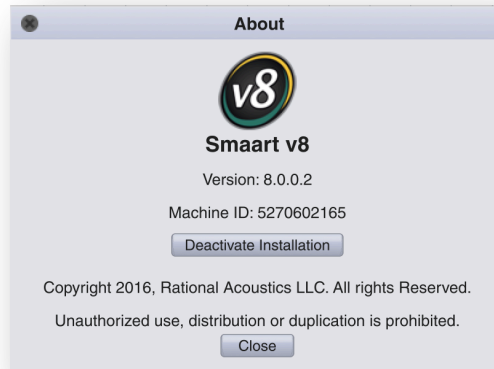 About
v8
Smaart v8
Version: 8.0.0.2
Machine ID: 5270602165
Deactivate Installation
Copyright 2016, Rational Acoustics LLC. All rights Reserved.
Unauthorized use, distribution or duplication is prohibited.
Close